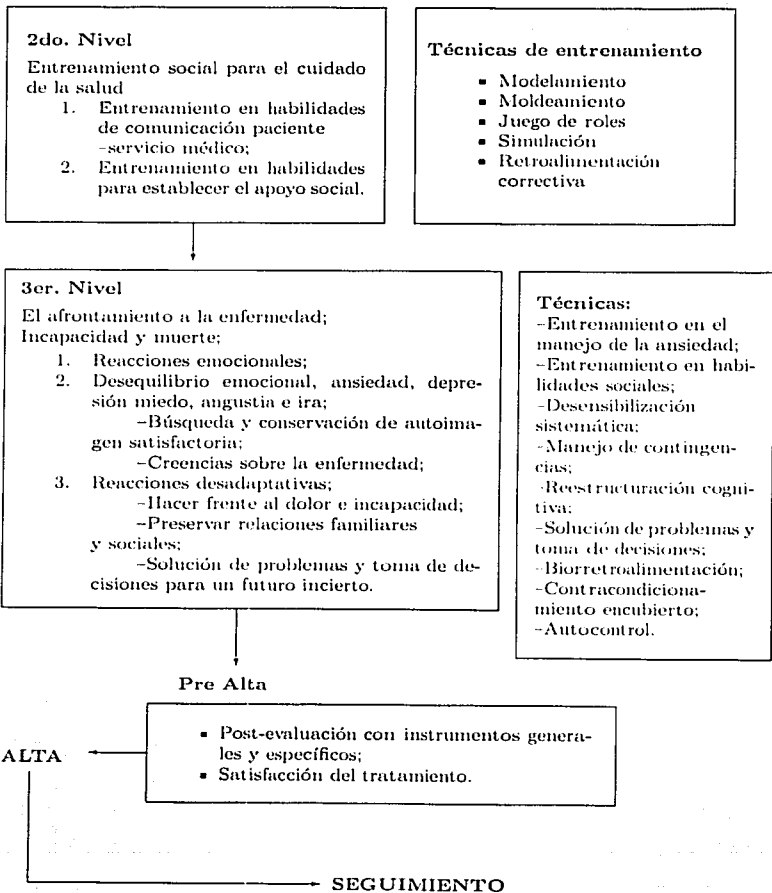 2do. Nivel
Entrenamiento social para el cuidado
de la salud
1. Entrenamiento en habilidades
de comunicación paciente
-servicio médico;
2. Entrenamiento en habilidades
para establecer el apoyo social.
Técnicas de entrenamiento
▪ Modelamiento
▪ Moldeamiento
▪ Juego de roles
▪ Simulación
▪ Retroalimentación
correctiva
3er. Nivel
El afrontamiento a la enfermedad;
Incapacidad y muerte;
1. Reacciones emocionales;
2. Desequilibrio emocional, ansiedad, depre-
sión miedo, angustia e ira;
-Búsqueda y conservación de autoima-
gen satisfactoria;
-Creencias sobre la enfermedad;
3. Reacciones desadaptativas;
-Hacer frente al dolor e incapacidad;
-Preservar relaciones familiares
y sociales;
-Solución de problemas y toma de de-
cisiones para un futuro incierto.
Técnicas:
-Entrenamiento en el
manejo de la ansiedad;
-Entrenamiento en habi-
lidades sociales;
-Desensibilización
sistemática;
-Manejo de contingen-
cias;
-Reestructuración cogni-
tiva;
-Solución de problemas y
toma de decisiones;
-Biorretroalimentación;
-Contracondiciona-
miento encubierto;
-Autocontrol.
Pre Alta
▪ Post-evaluación con instrumentos genera-
les y específicos;
▪ Satisfacción del tratamiento.
ALTA
SEGUIMIENTO